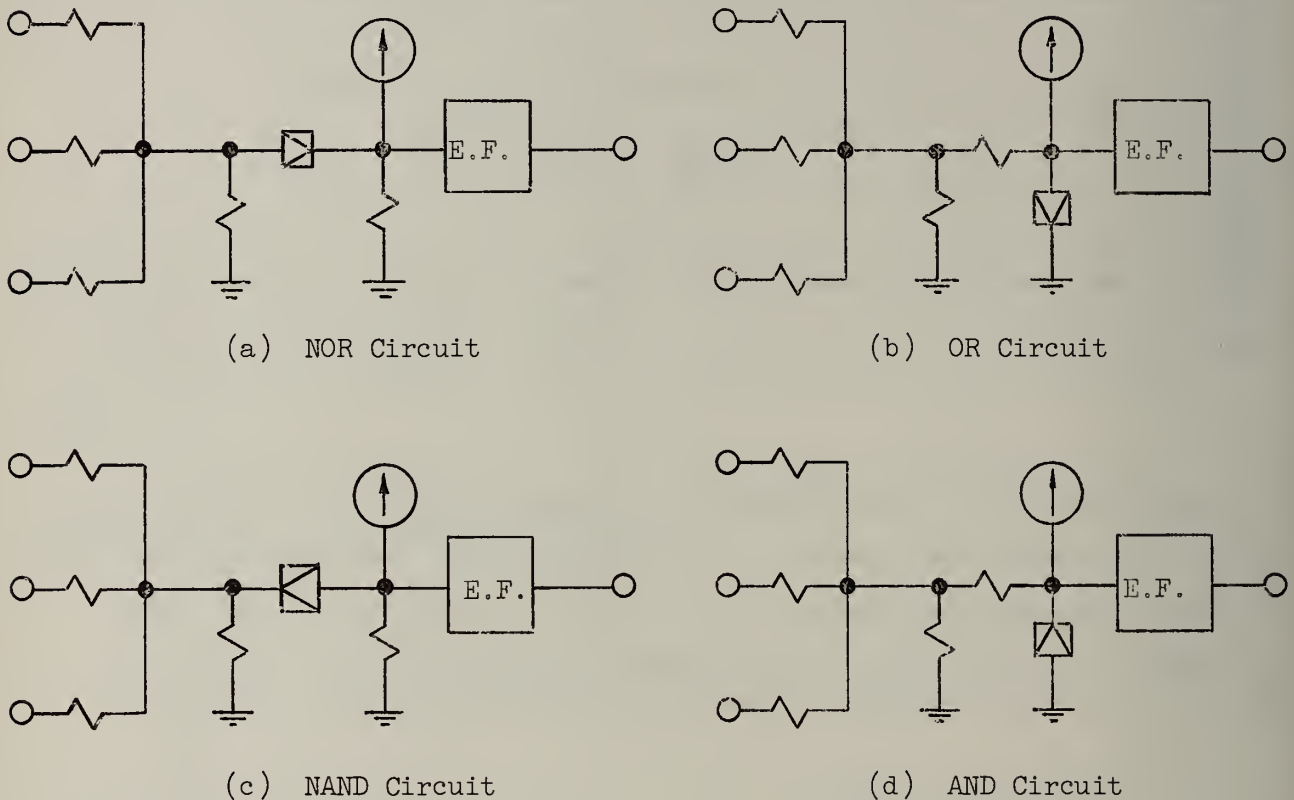 E.F.
E.F.
(a) NOR Circuit
(b) OR Circuit
E.F.
E.F.
(c) NAND Circuit
(d) AND Circuit